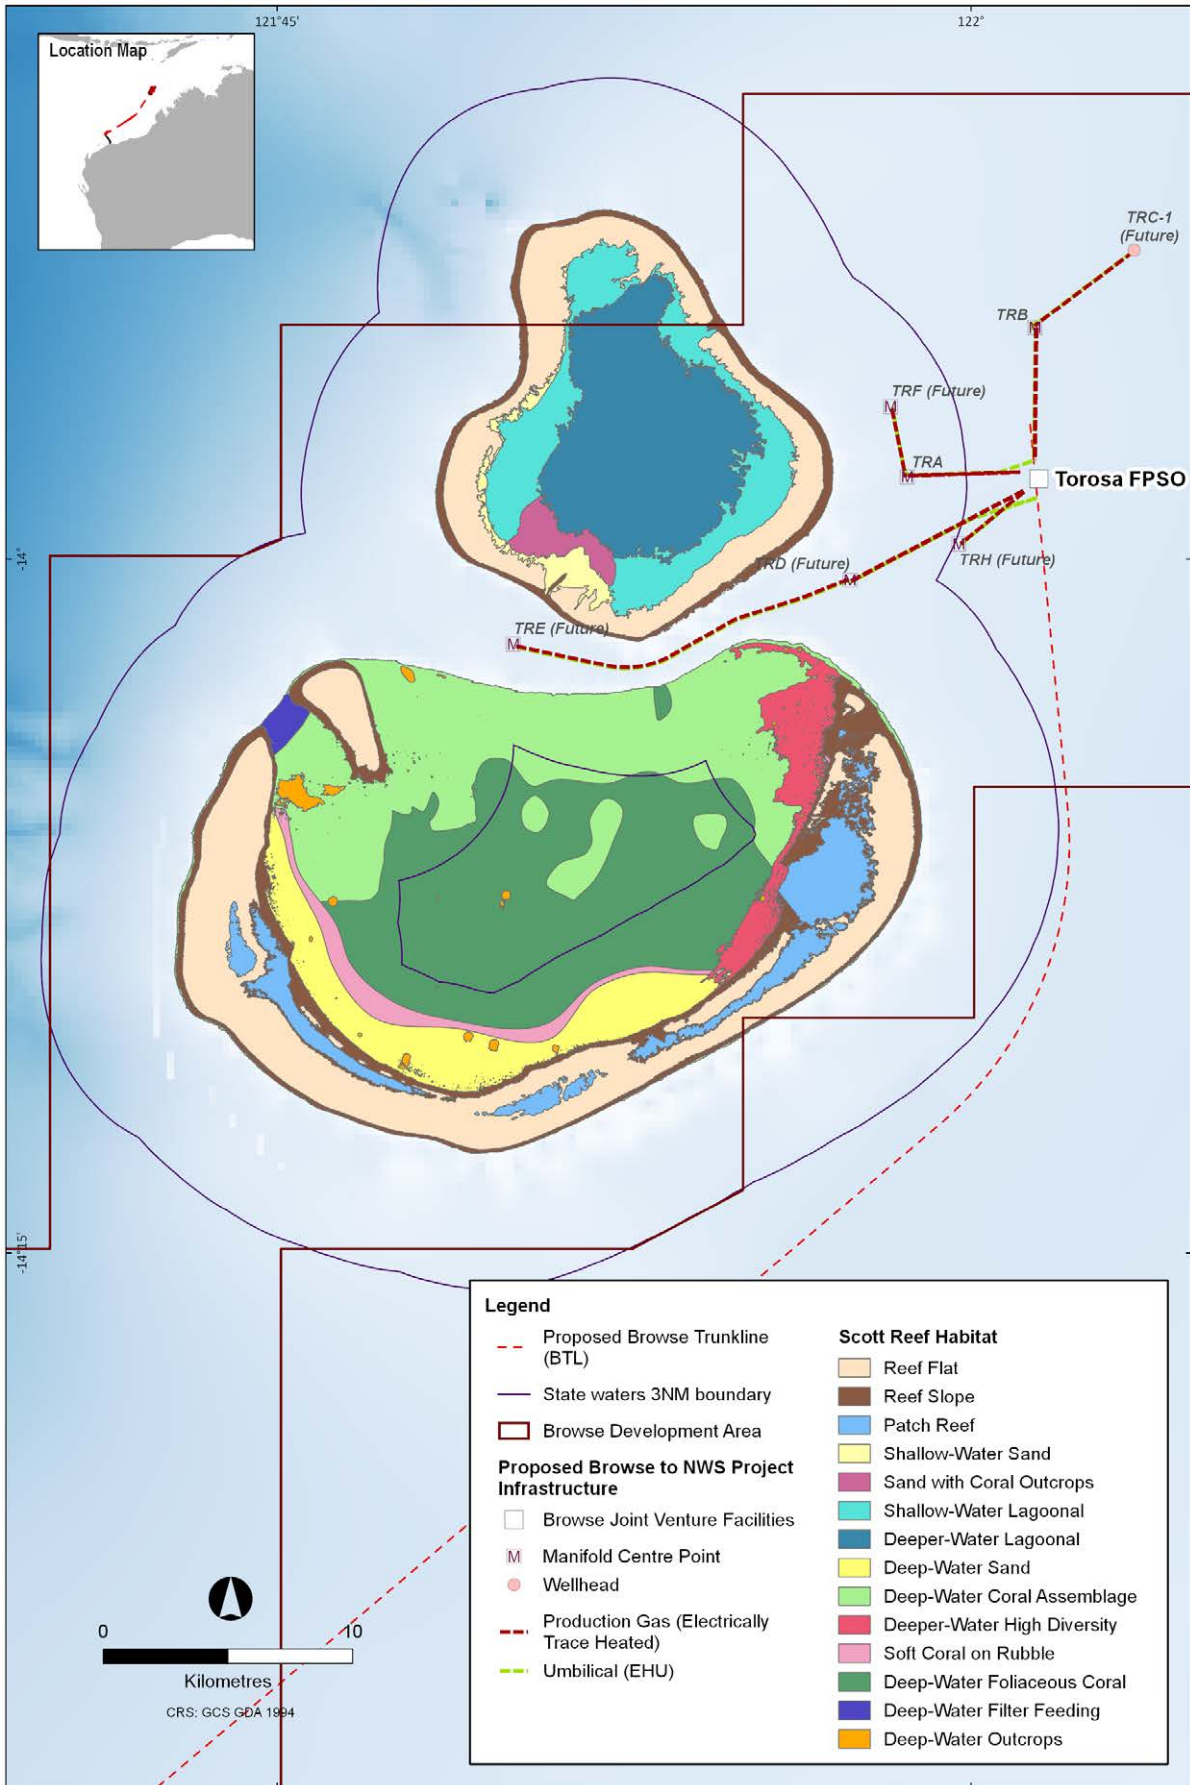 121°45'
122°
Location Map
TRC-1
(Future)
TRB
TRF (Future)
TRA
Torosa FPSO
-14°
TRD (Future)
TRH (Future)
TRE (Future)
-14°15'
Legend
Proposed Browse Trunkline
(BTL)
State waters 3NM boundary
Browse Development Area
Proposed Browse to NWS Project
Infrastructure
Browse Joint Venture Facilities
M Manifold Centre Point
Wellhead
Production Gas (Electrically
Trace Heated)
Umbilical (EHU)
Scott Reef Habitat
Reef Flat
Reef Slope
Patch Reef
Shallow-Water Sand
Sand with Coral Outcrops
Shallow-Water Lagoonal
Deeper-Water Lagoonal
Deep-Water Sand
Deep-Water Coral Assemblage
Deeper-Water High Diversity
Soft Coral on Rubble
Deep-Water Foliaceous Coral
Deep-Water Filter Feeding
Deep-Water Outcrops
0 10
Kilometres
CRS: GCS GDA 1994